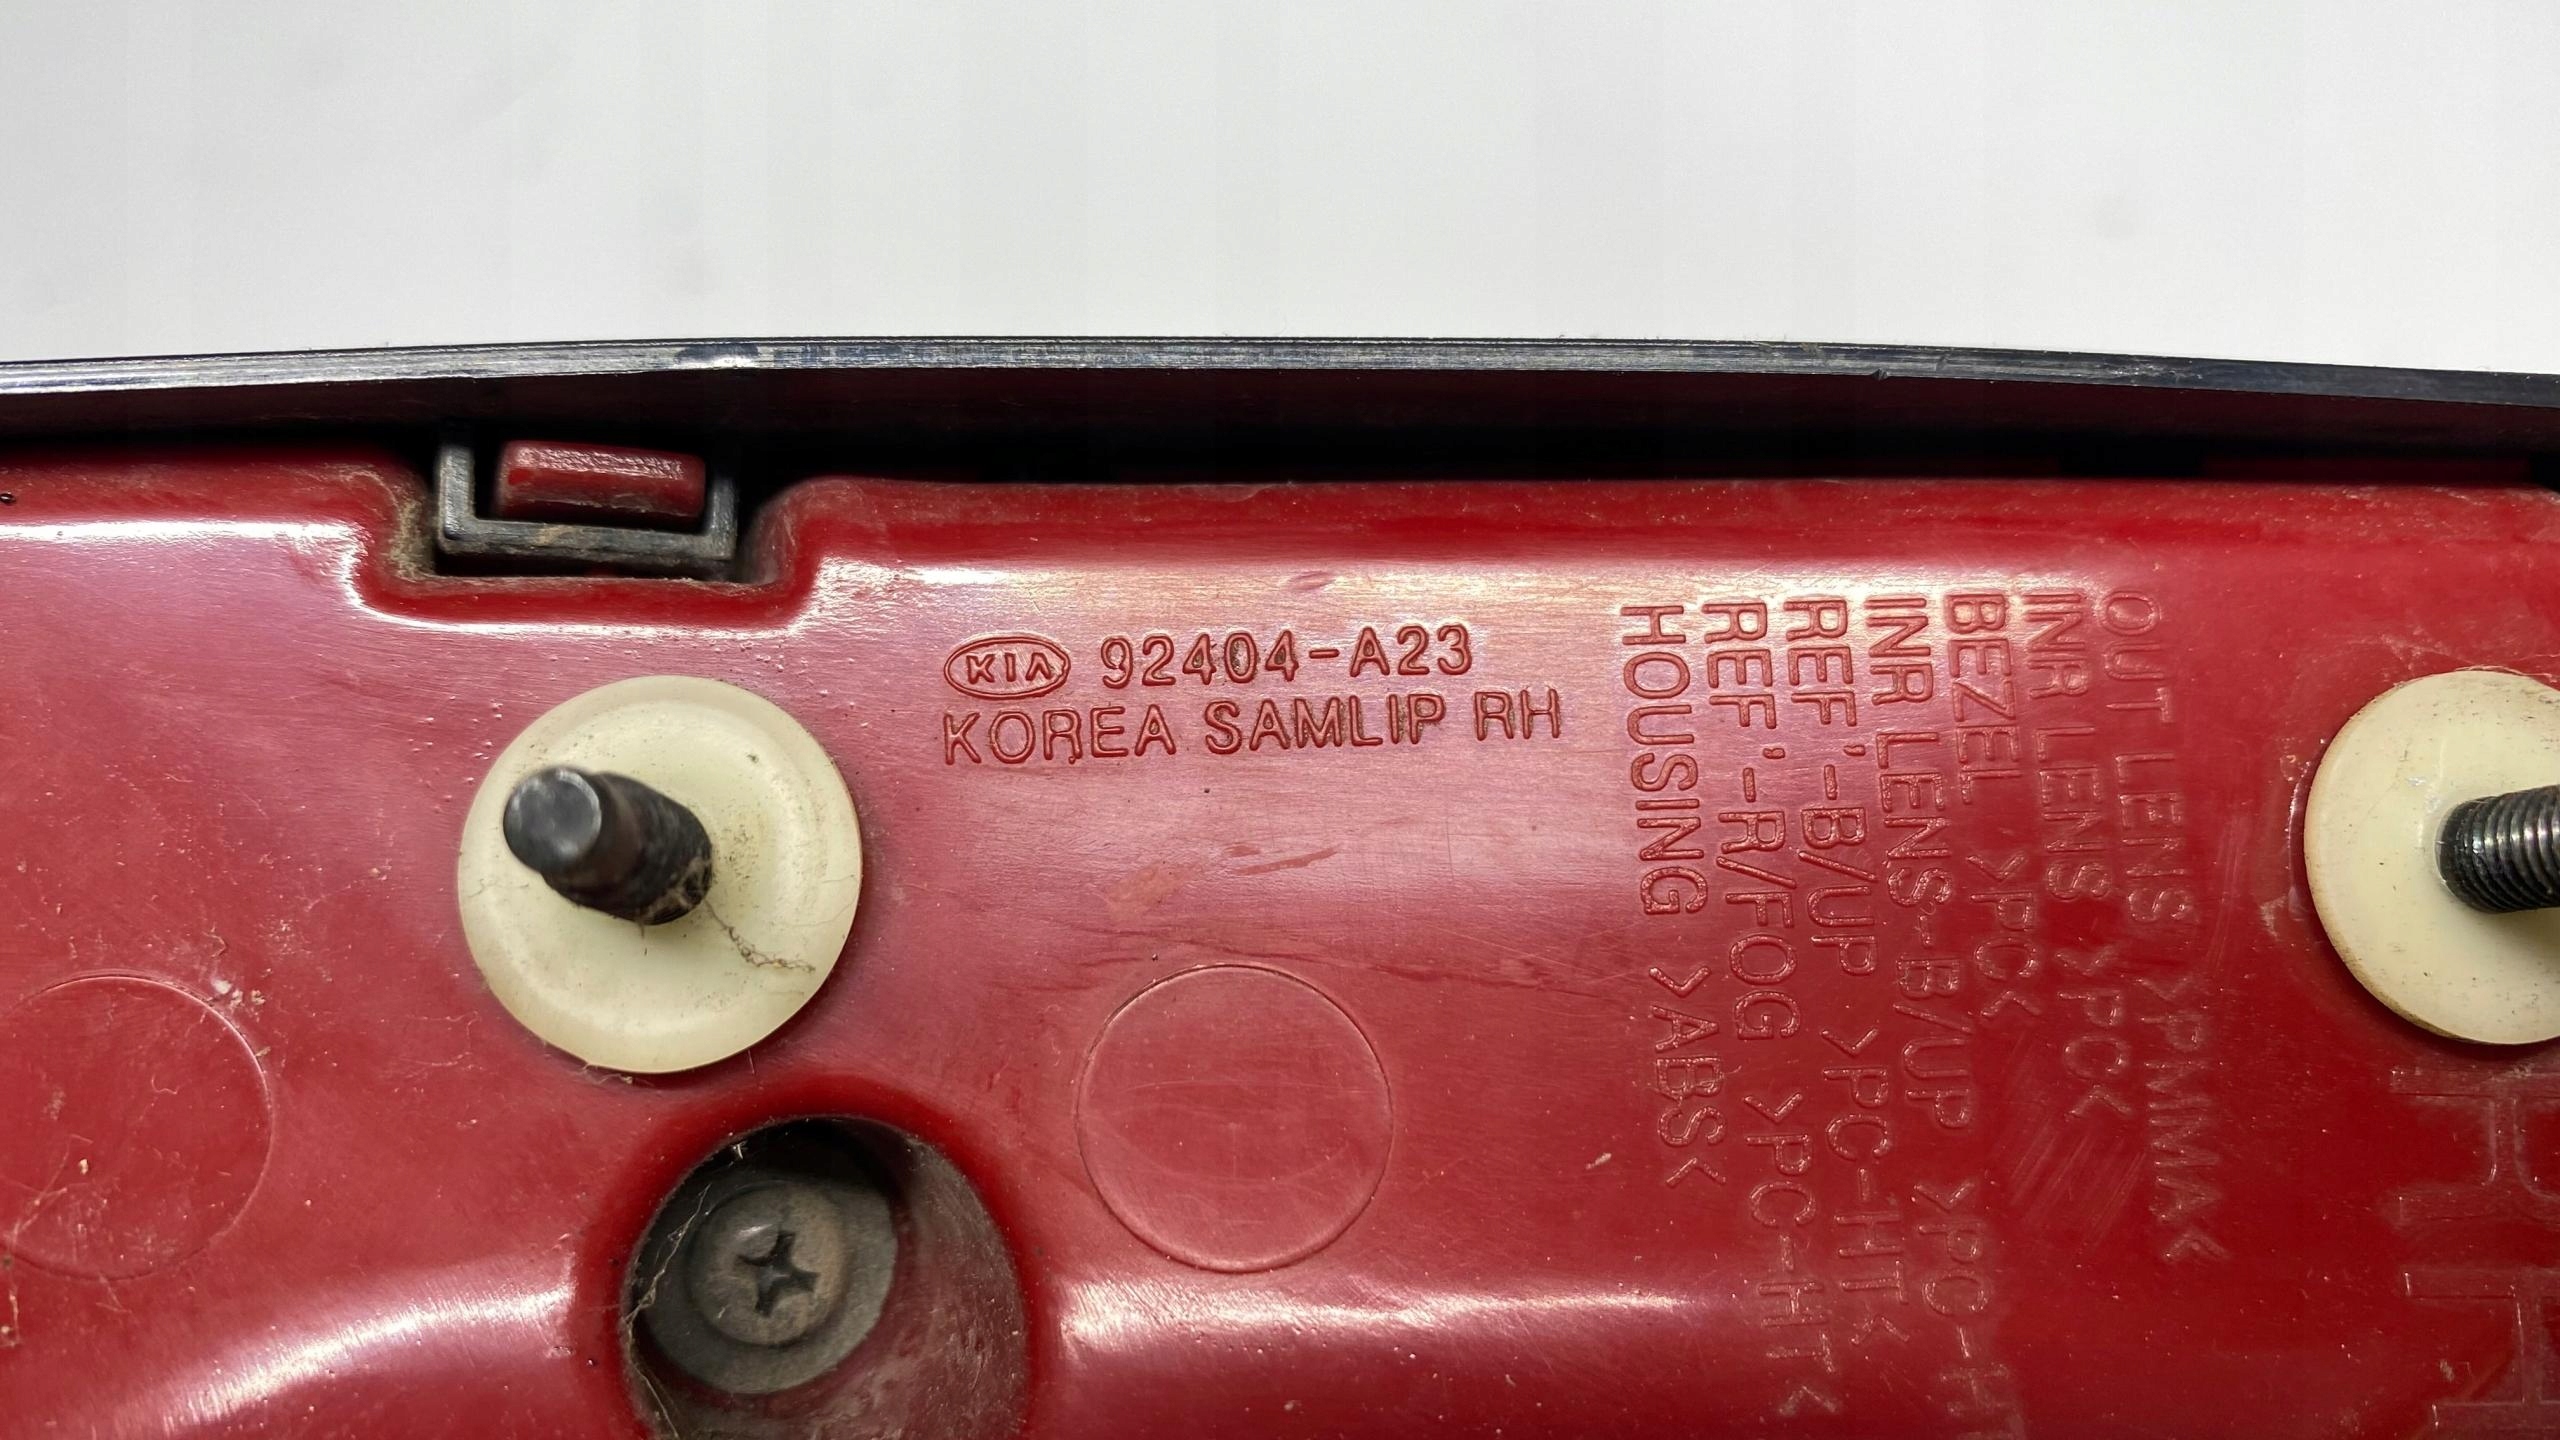 KIA 92404-A23
KOREA SAMLIP RH
OUT LENS >PMMA<
INR LENS >PC<
BEZEL >PC<
INR LENS-B/UP >PC-H
REF'-B/UP >PC-HT<
REF'-R/FOG >PC-HT<
HOUSING >ABS<
RH